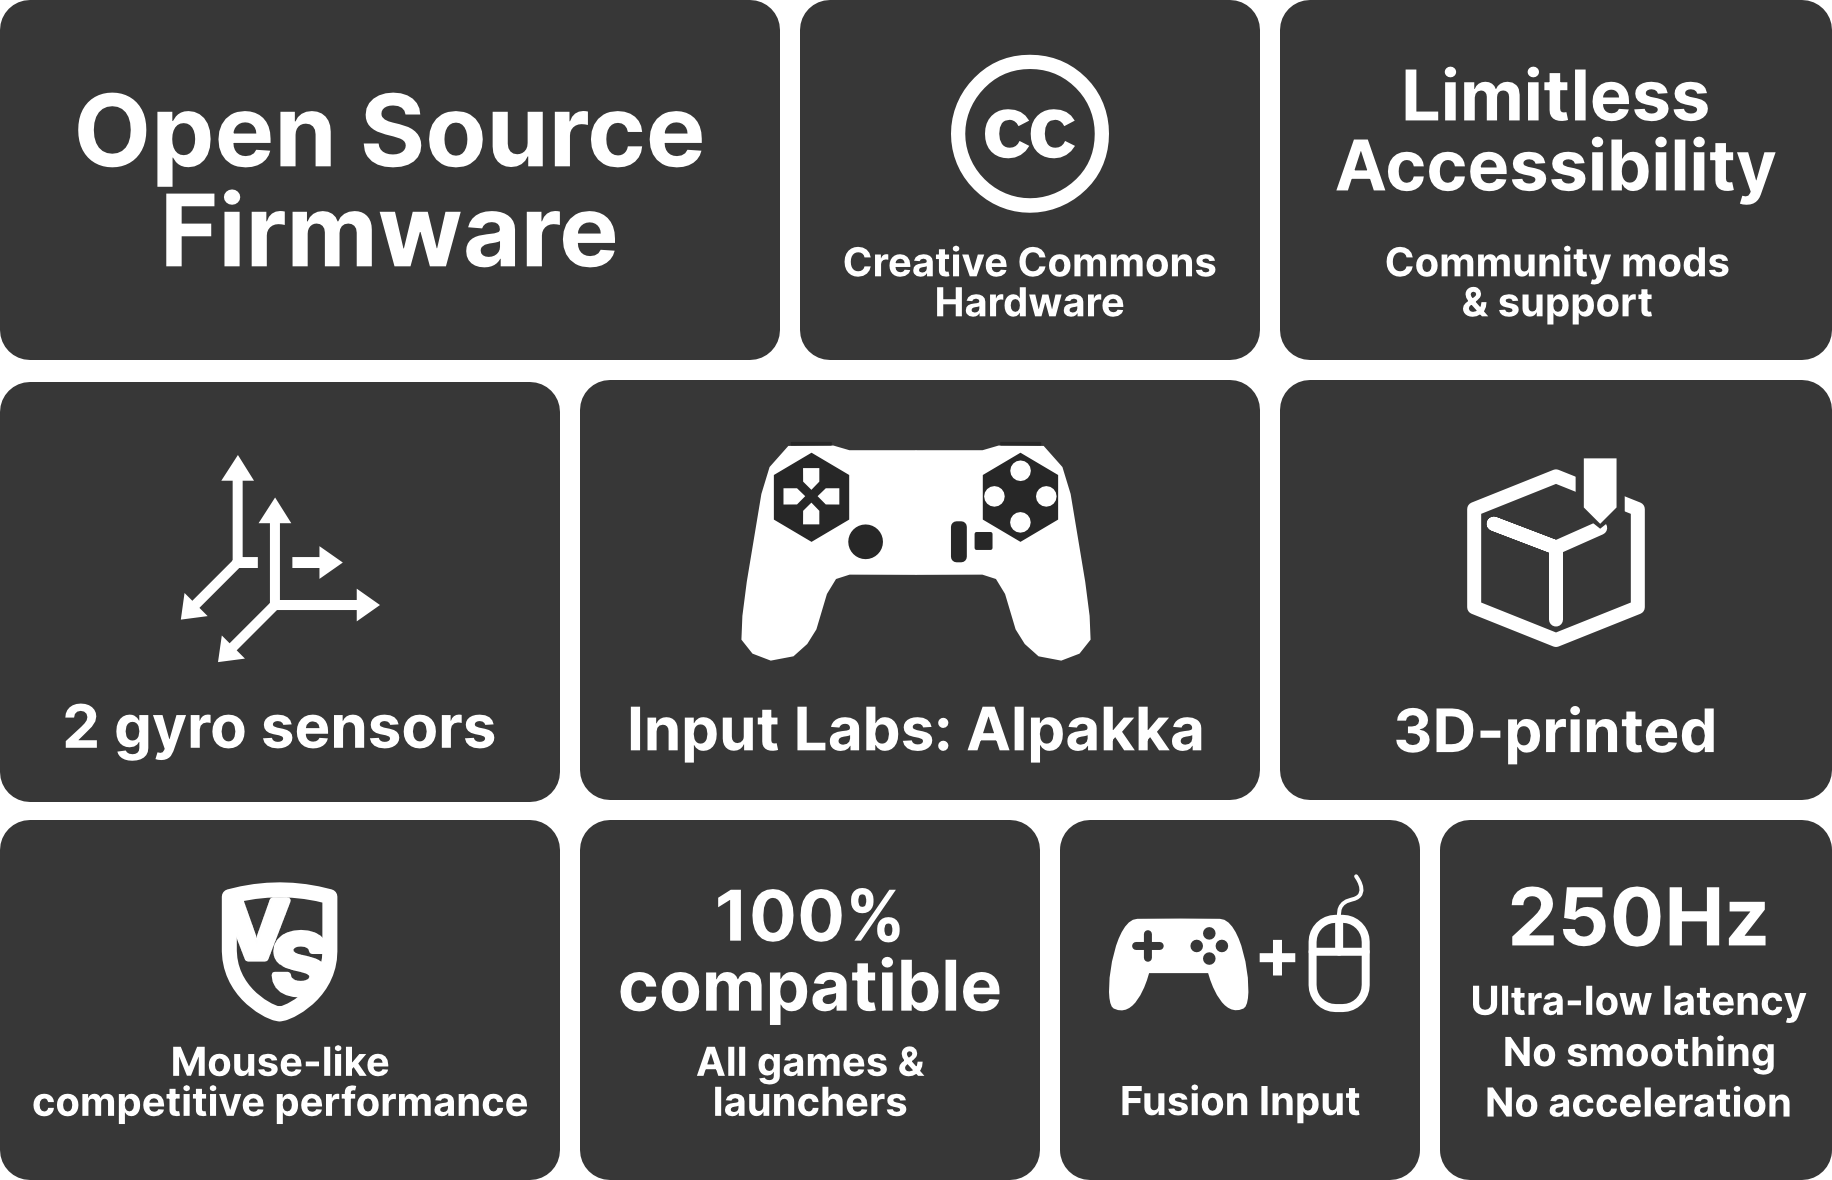 Open Source
Firmware
cc
Creative Commons
Hardware
Limitless
Accessibility
Community mods
& support
2 gyro sensors
Input Labs: Alpakka
3D-printed
VS
Mouse-like
competitive performance
100%
compatible
All games &
launchers
Fusion Input
250Hz
Ultra-low latency
No smoothing
No acceleration